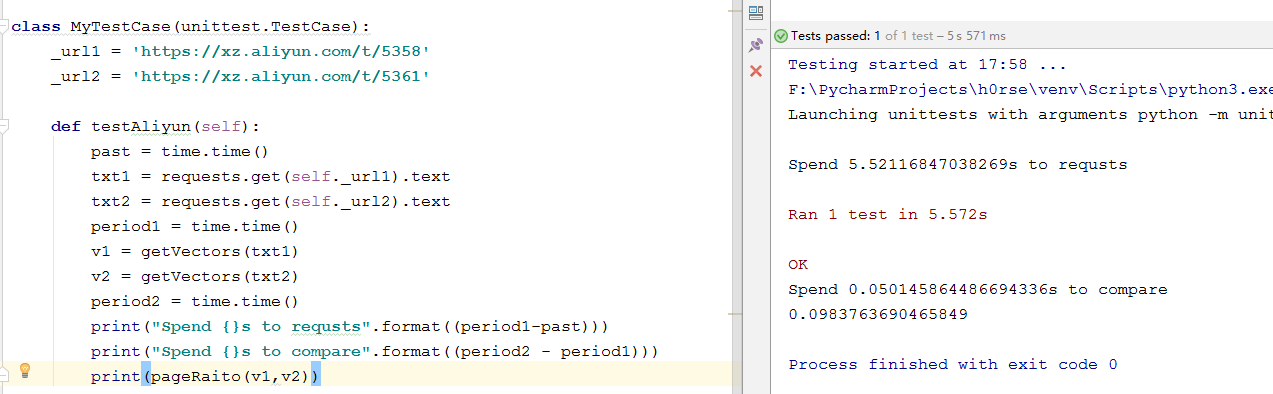 class MyTestCase(unittest.TestCase):
_url1 = 'https://xz.aliyun.com/t/5358'
_url2 = 'https://xz.aliyun.com/t/5361'
def testAliyun(self):
past = time.time()
txt1 = requests.get(self._url1).text
txt2 = requests.get(self._url2).text
period1 = time.time()
v1 = getVectors(txt1)
v2 = getVectors(txt2)
period2 = time.time()
print("Spend {}s to requsts".format((period1-past)))
print("Spend {}s to compare".format((period2 - period1)))
print(pageRaito(v1,v2))
Tests passed: 1 of 1 test – 5 s 571 ms
Testing started at 17:58 ...
F:\PycharmProjects\h0rse\venv\Scripts\python3.exe
Launching unittests with arguments python -m unit
Spend 5.52116847038269s to requsts
Ran 1 test in 5.572s
OK
Spend 0.050145864486694336s to compare
0.0983763690465849
Process finished with exit code 0